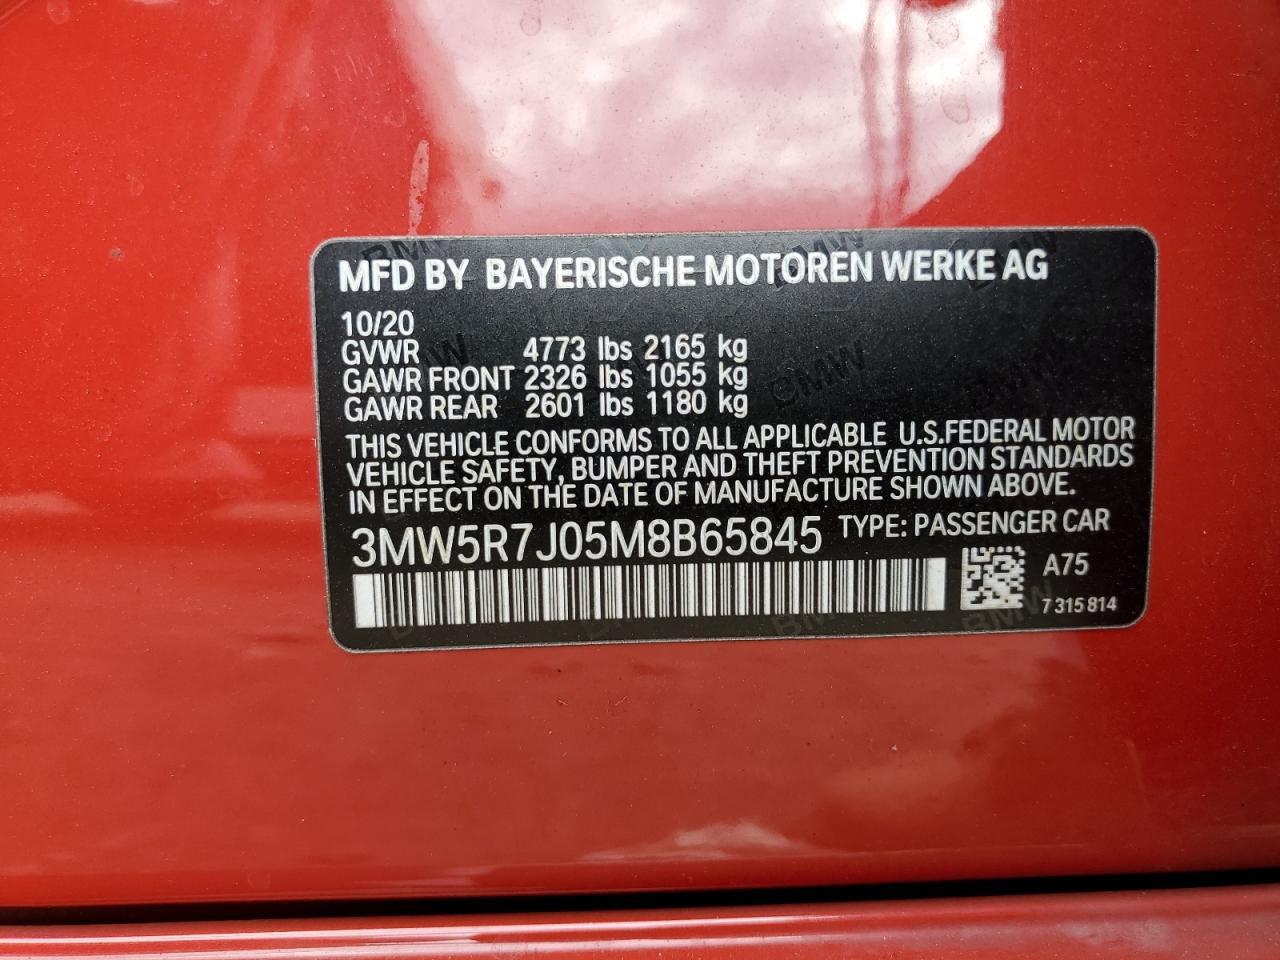 MFD BY BAYERISCHE MOTOREN WERKE AG
10/20
GVWR 4773 lbs 2165 kg
GAWR FRONT 2326 lbs 1055 kg
GAWR REAR 2601 lbs 1180 kg
THIS VEHICLE CONFORMS TO ALL APPLICABLE U.S.FEDERAL MOTOR
VEHICLE SAFETY, BUMPER AND THEFT PREVENTION STANDARDS
IN EFFECT ON THE DATE OF MANUFACTURE SHOWN ABOVE.
3MW5R7J05M8B65845 TYPE: PASSENGER CAR
A75
7 315 814